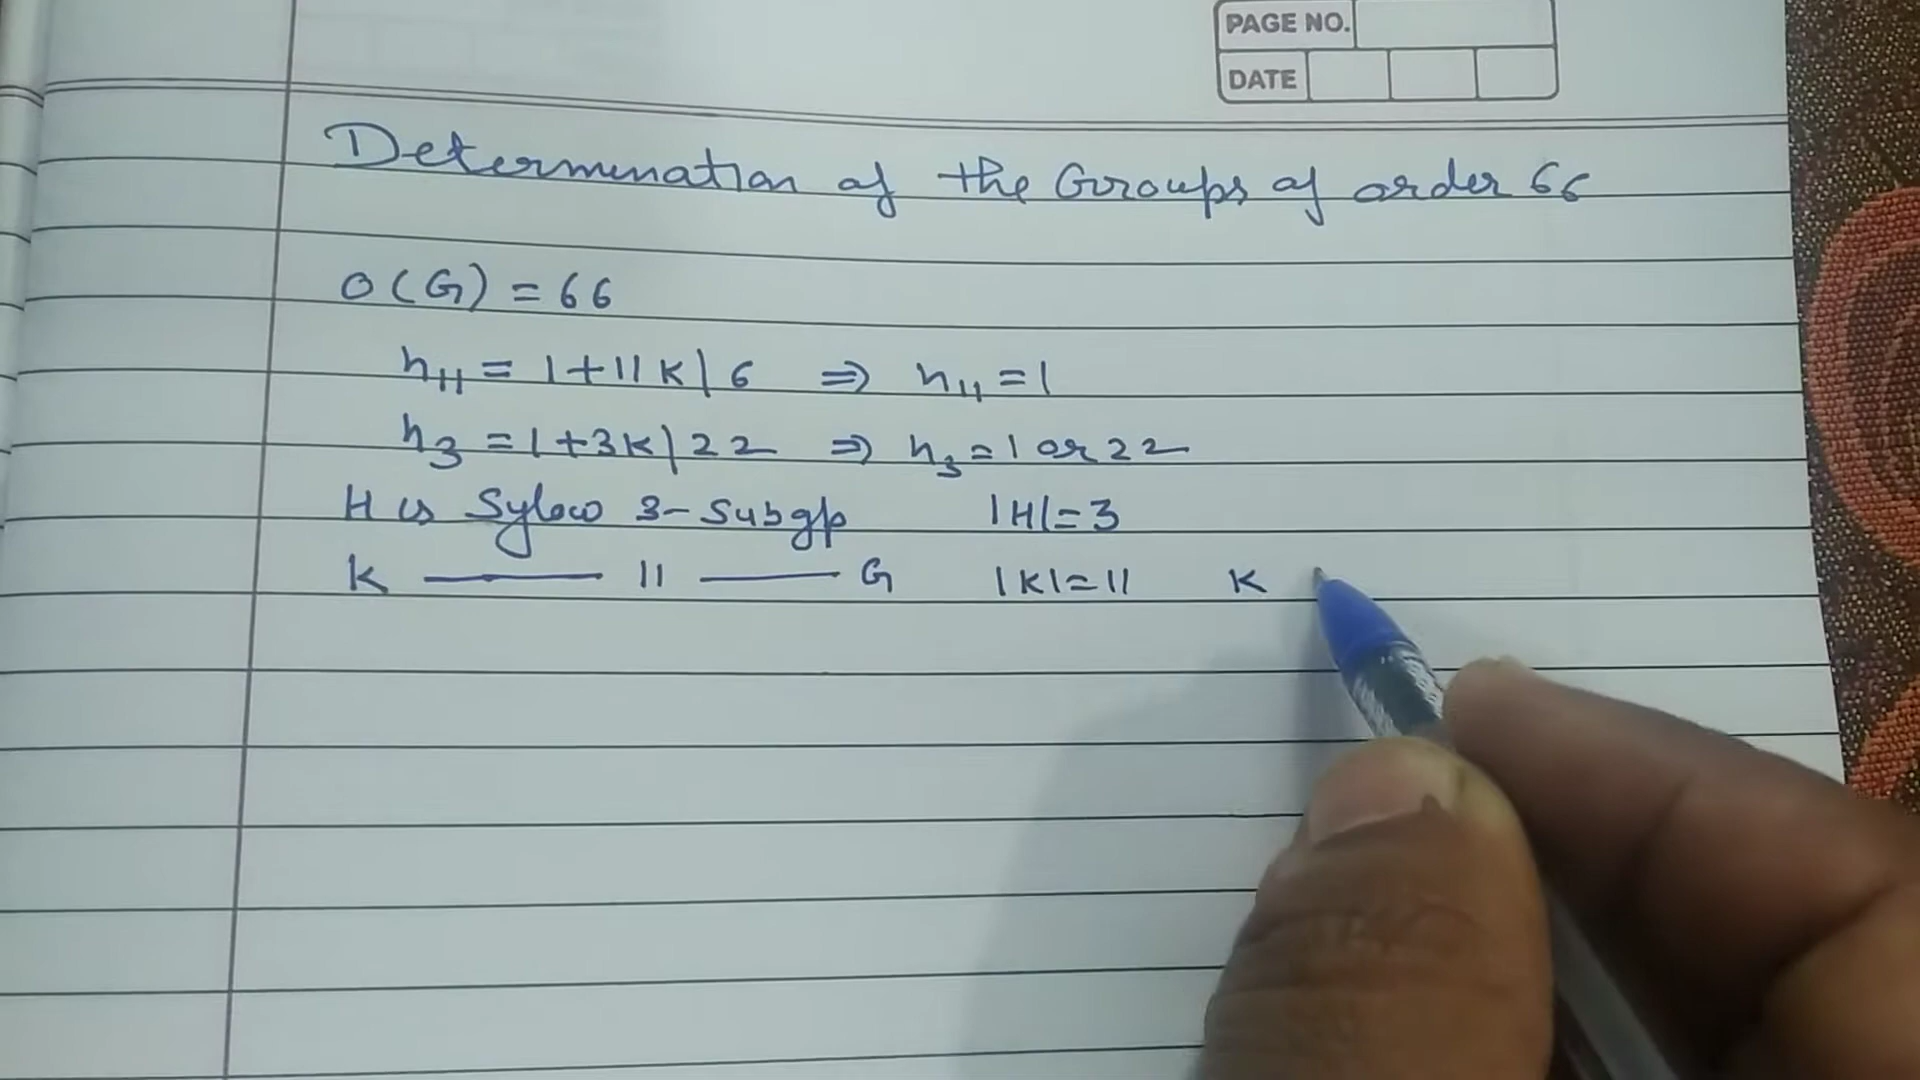 PAGE NO.
DATE
Determination of the Groups of order 66
O(G) = 66
n₁₁ = 1+11K|6 ⇒ n₁₁ = 1
n₃ = 1+3K|22 ⇒ n₃ = 1 or 22
H is Sylow 3-Subgp |H|=3
K —— 11 —— G |K|=11 K